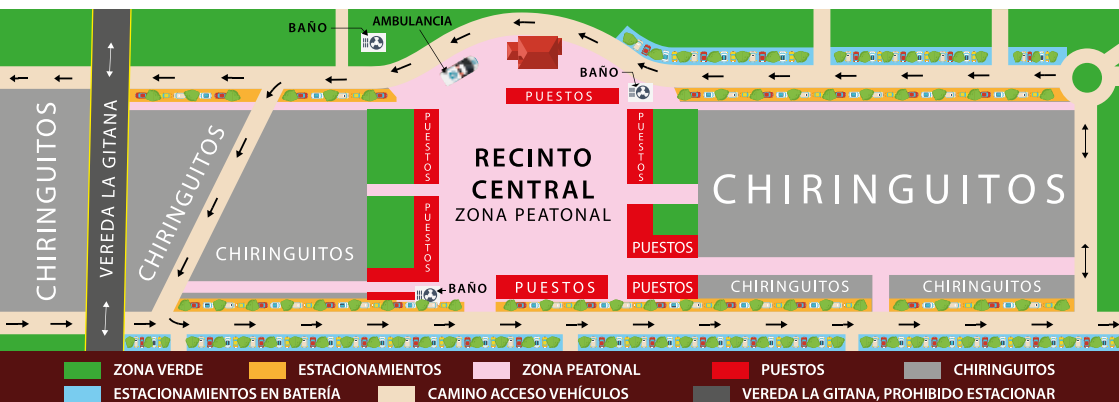 BAÑO
AMBULANCIA
BAÑO
PUESTOS
CHIRINGUITOS
VEREDA LA GITANA
CHIRINGUITOS
CHIRINGUITOS
PUESTOS
PUESTOS
RECINTO
CENTRAL
ZONA PEATONAL
PUESTOS
PUESTOS
CHIRINGUITOS
BAÑO
PUESTOS
PUESTOS
CHIRINGUITOS
CHIRINGUITOS
ZONA VERDE
ESTACIONAMIENTOS
ZONA PEATONAL
PUESTOS
CHIRINGUITOS
ESTACIONAMIENTOS EN BATERÍA
CAMINO ACCESO VEHÍCULOS
VEREDA LA GITANA, PROHIBIDO ESTACIONAR